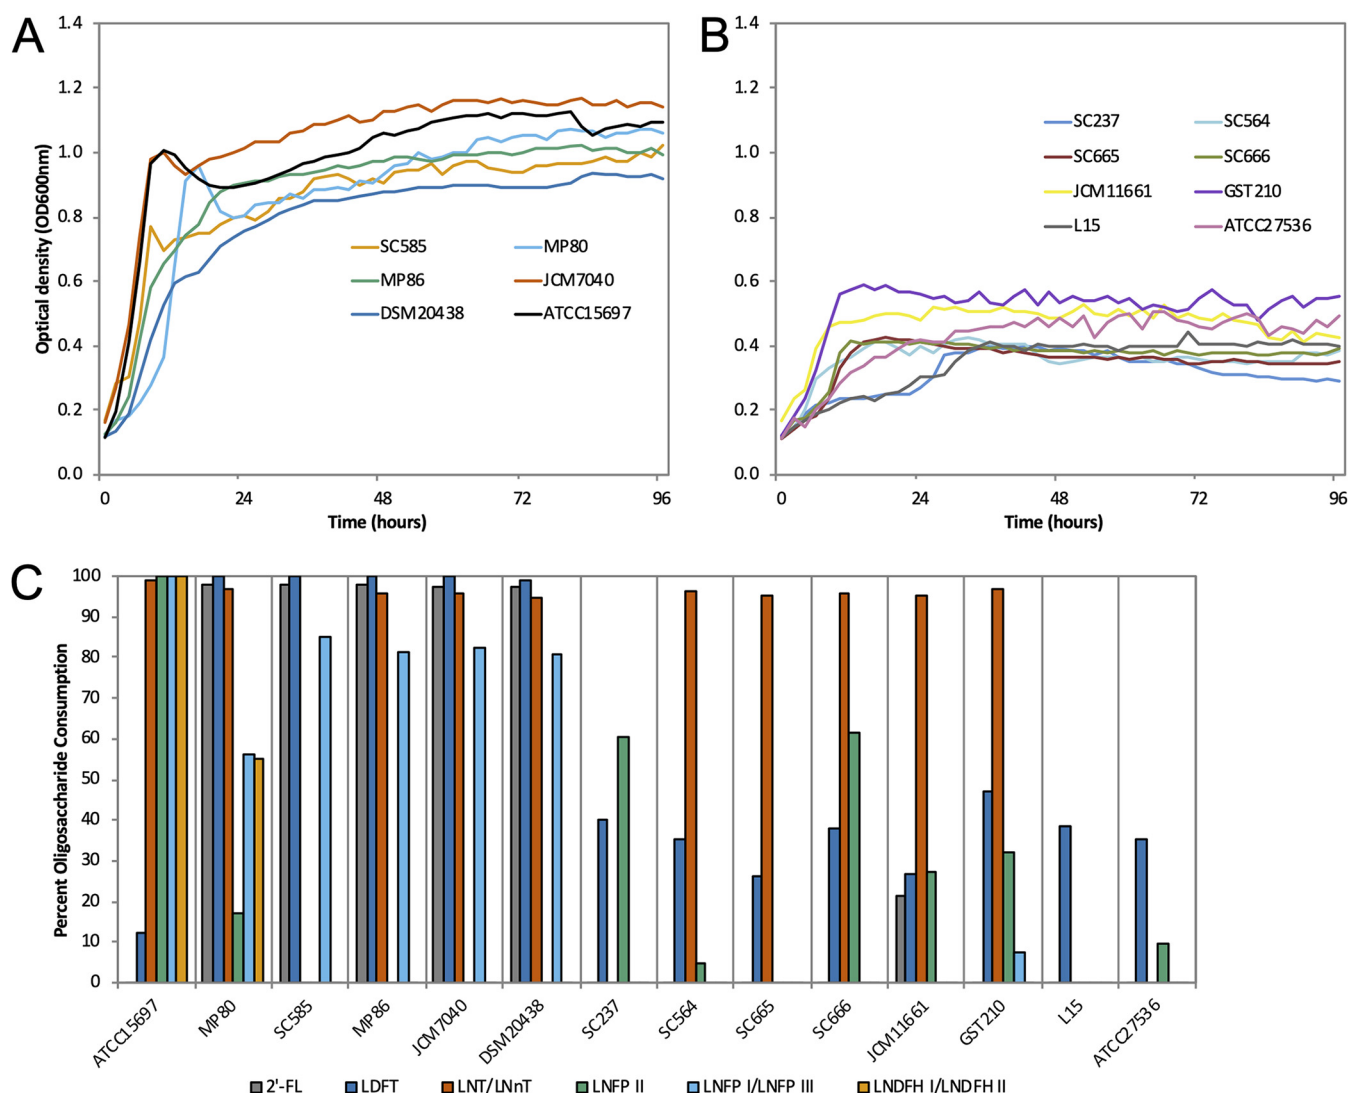 A
Optical density (OD600nm)
1.4
1.2
1.0
0.8
0.6
0.4
0.2
0.0
SC585 MP80
MP86 JCM7040
DSM20438 ATCC15697
0 24 48 72 96
Time (hours)
B
1.4
1.2
1.0
0.8
0.6
0.4
0.2
0.0
SC237 SC564
SC665 SC666
JCM11661 GST210
L15 ATCC27536
0 24 48 72 96
Time (hours)
C
Percent Oligosaccharide Consumption
100
90
80
70
60
50
40
30
20
10
0
ATCC15697 MP80 SC585 MP86 JCM7040 DSM20438 SC237 SC564 SC665 SC666 JCM11661 GST210 L15 ATCC27536
2'-FL LDFT LNT/LNnT LNFP II LNFP I/LNFP III LNDFH I/LNDFH II